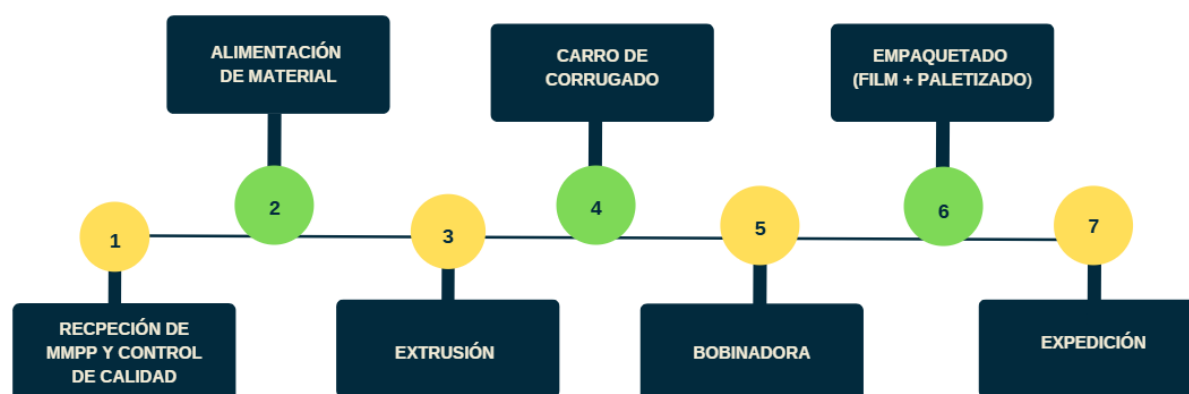 1
RECPECIÓN DE
MMPP Y CONTROL
DE CALIDAD
2
ALIMENTACIÓN
DE MATERIAL
3
EXTRUSIÓN
4
CARRO DE
CORRUGADO
5
BOBINADORA
6
EMPAQUETADO
(FILM + PALETIZADO)
7
EXPEDICIÓN